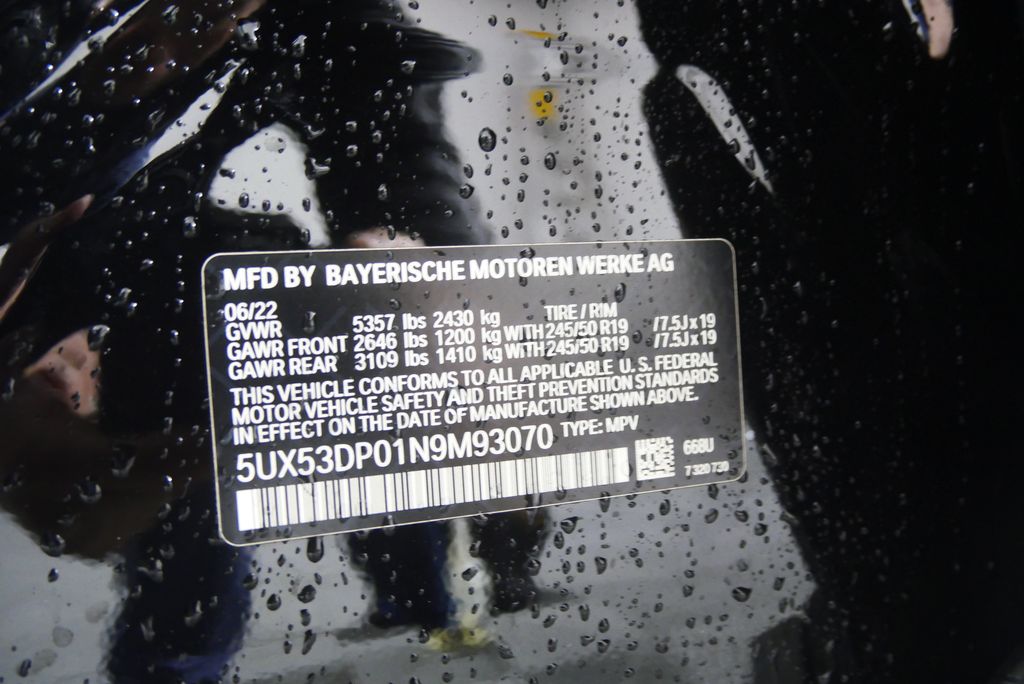 MFD BY BAYERISCHE MOTOREN WERKE AG
06/22 TIRE / RIM
GVWR 5357 lbs 2430 kg
GAWR FRONT 2646 lbs 1200 kg WITH 245/50 R19 /7.5J x 19
GAWR REAR 3109 lbs 1410 kg WITH 245/50 R19 /7.5J x 19
THIS VEHICLE CONFORMS TO ALL APPLICABLE U. S. FEDERAL
MOTOR VEHICLE SAFETY AND THEFT PREVENTION STANDARDS
IN EFFECT ON THE DATE OF MANUFACTURE SHOWN ABOVE.
5UX53DP01N9M93070 TYPE: MPV
668U
7 320 730